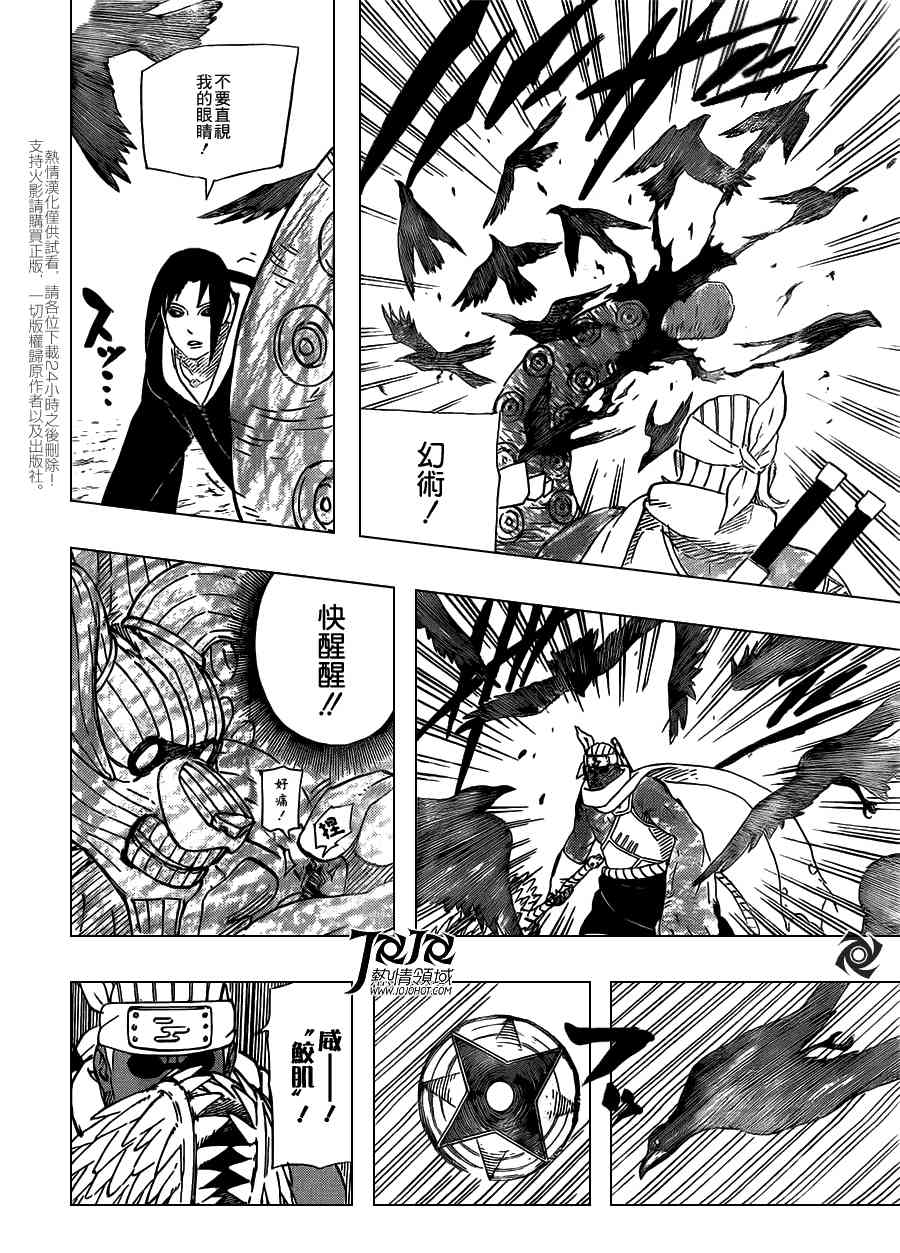 幻術！
不要直視
我的眼睛！
スッ…
快醒醒!!
好痛！
捏
咸——！
〝鮫肌〞！
JOJO
熱情領域
WWW.JOJOHOT.COM
熱情漢化僅供試看，請各位下載24小時之後刪除！
支持火影請購買正版，一切版權歸原作者以及出版社。